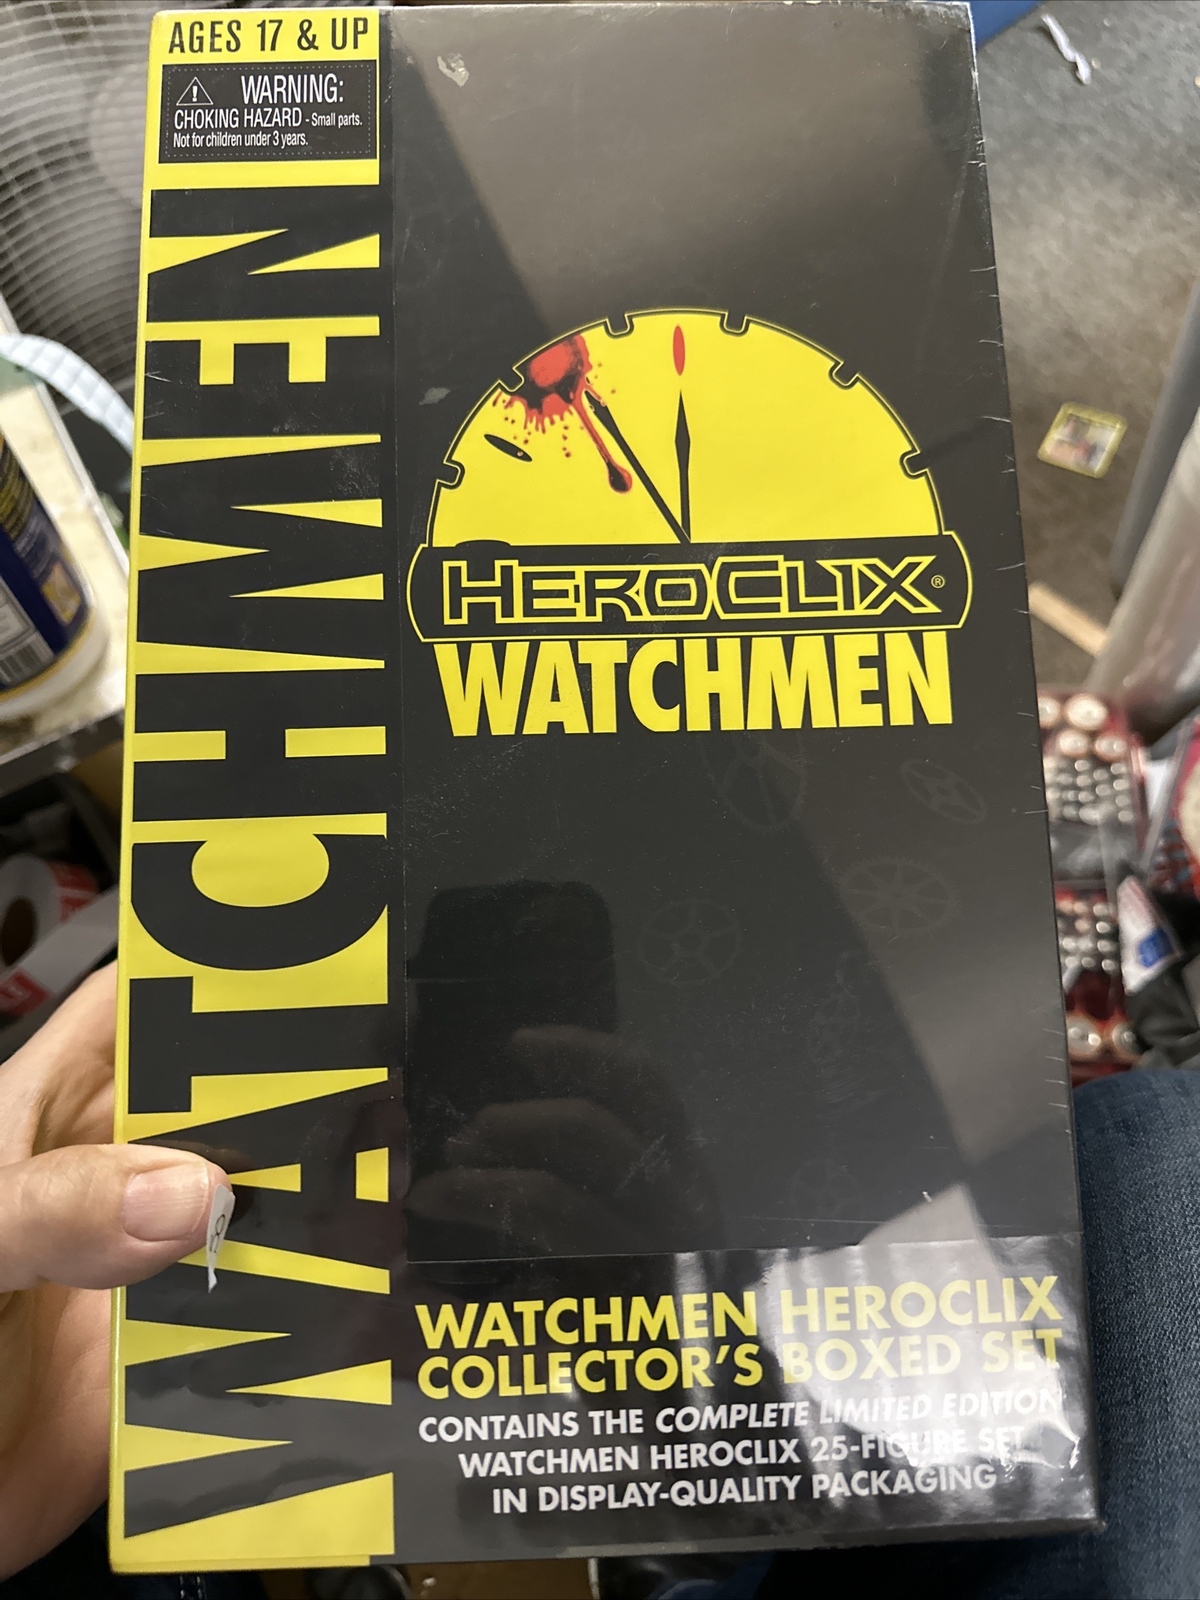 AGES 17 & UP
WARNING:
CHOKING HAZARD - Small parts.
Not for children under 3 years.
WATCHMEN
HEROCLIX®
WATCHMEN
WATCHMEN HEROCLIX
COLLECTOR'S BOXED SET
CONTAINS THE COMPLETE LIMITED EDITION
WATCHMEN HEROCLIX 25-FIGURE SET
IN DISPLAY-QUALITY PACKAGING
8